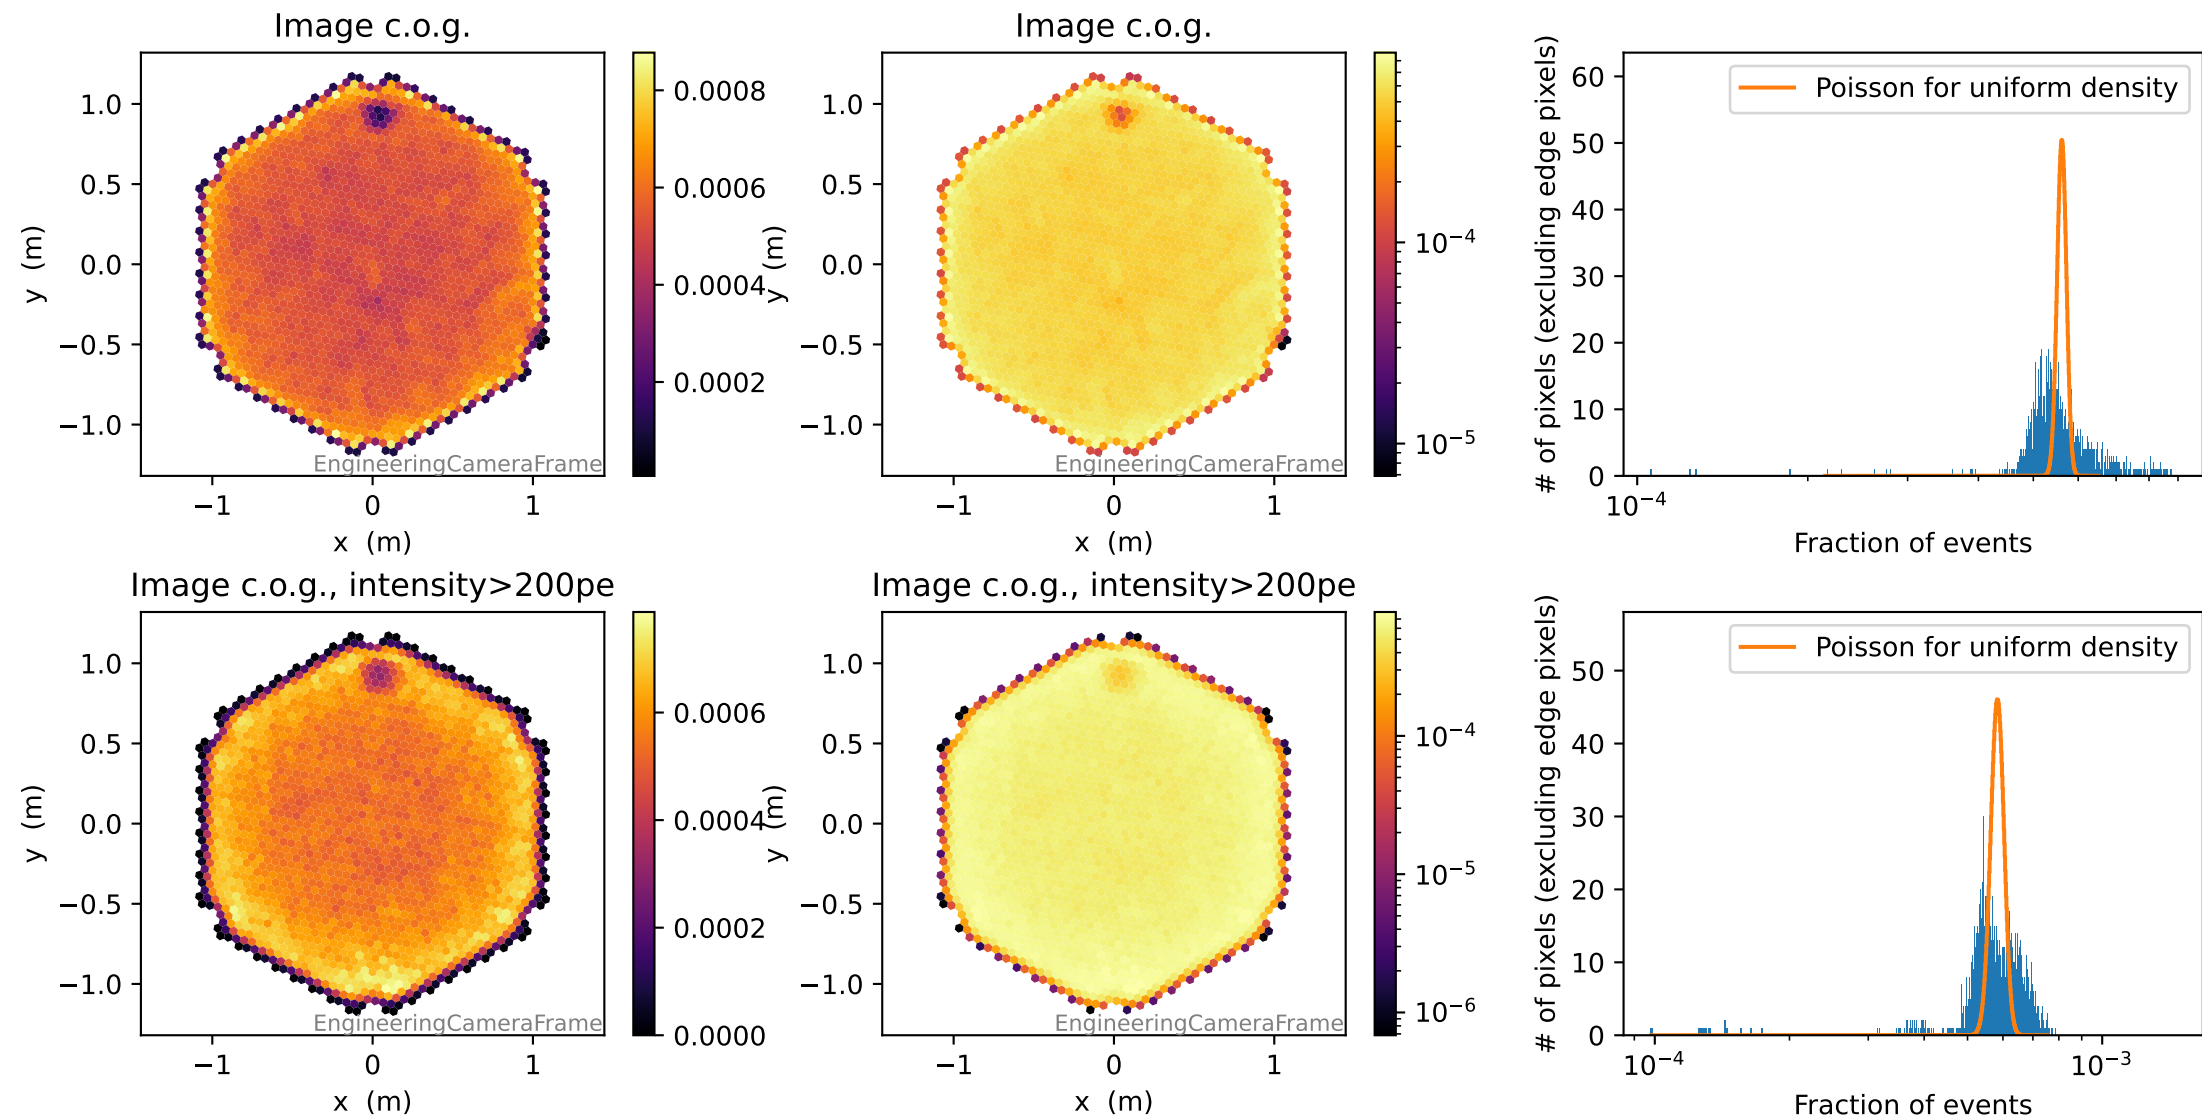 Image c.o.g.
1.0
0.5
0.0
−0.5
−1.0
y (m)
−1 0 1
x (m)
EngineeringCameraFrame
0.0008
0.0006
0.0004
0.0002
Image c.o.g.
1.0
0.5
0.0
−0.5
−1.0
y (m)
−1 0 1
x (m)
EngineeringCameraFrame
10⁻⁴
10⁻⁵
# of pixels (excluding edge pixels)
60
50
40
30
20
10
0
Poisson for uniform density
10⁻⁴
Fraction of events
Image c.o.g., intensity>200pe
1.0
0.5
0.0
−0.5
−1.0
y (m)
−1 0 1
x (m)
EngineeringCameraFrame
0.0006
0.0004
0.0002
0.0000
Image c.o.g., intensity>200pe
1.0
0.5
0.0
−0.5
−1.0
y (m)
−1 0 1
x (m)
EngineeringCameraFrame
10⁻⁴
10⁻⁵
10⁻⁶
# of pixels (excluding edge pixels)
50
40
30
20
10
0
Poisson for uniform density
10⁻⁴ 10⁻³
Fraction of events